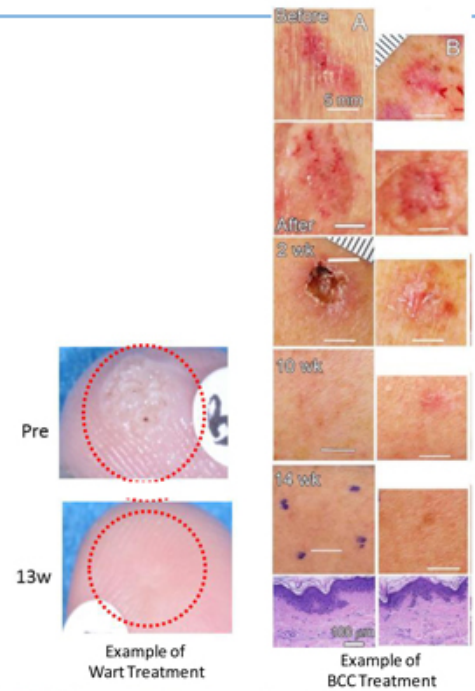 Before
A
B
5 mm
After
2 wk
10 wk
14 wk
100 µm
Pre
13w
Example of
Wart Treatment
Example of
BCC Treatment